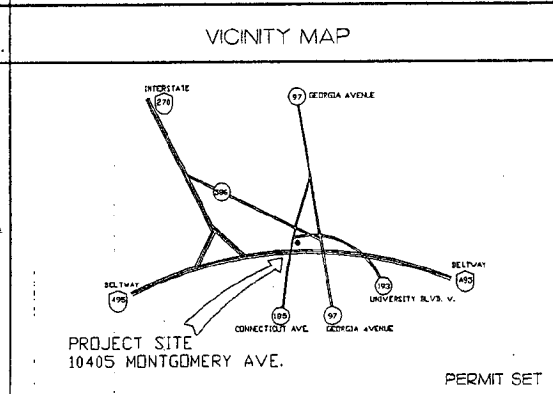 VICINITY MAP
INTERSTATE
270
97 GEORGIA AVENUE
586
BELTWAY
495
BELTWAY
495
193
UNIVERSITY BLVD. W.
185
CONNECTICUT AVE.
97
GEORGIA AVENUE
PROJECT SITE
10405 MONTGOMERY AVE.
PERMIT SET